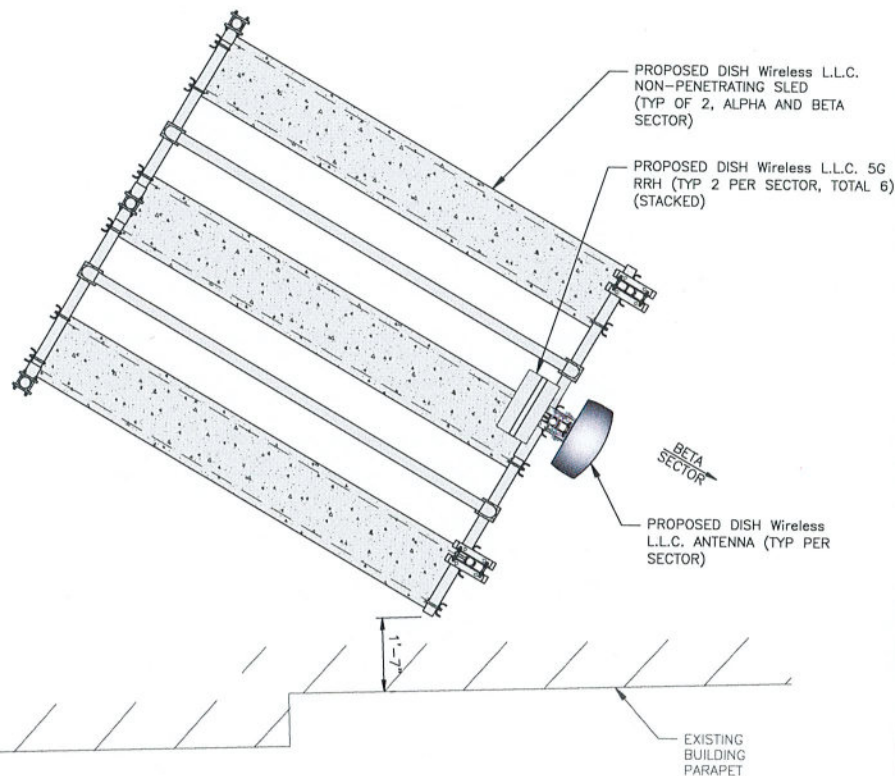 PROPOSED DISH Wireless L.L.C.
NON-PENETRATING SLED
(TYP OF 2, ALPHA AND BETA
SECTOR)
PROPOSED DISH Wireless L.L.C. 5G
RRH (TYP 2 PER SECTOR, TOTAL 6)
(STACKED)
BETA
SECTOR
PROPOSED DISH Wireless
L.L.C. ANTENNA (TYP PER
SECTOR)
1'-7"
EXISTING
BUILDING
PARAPET